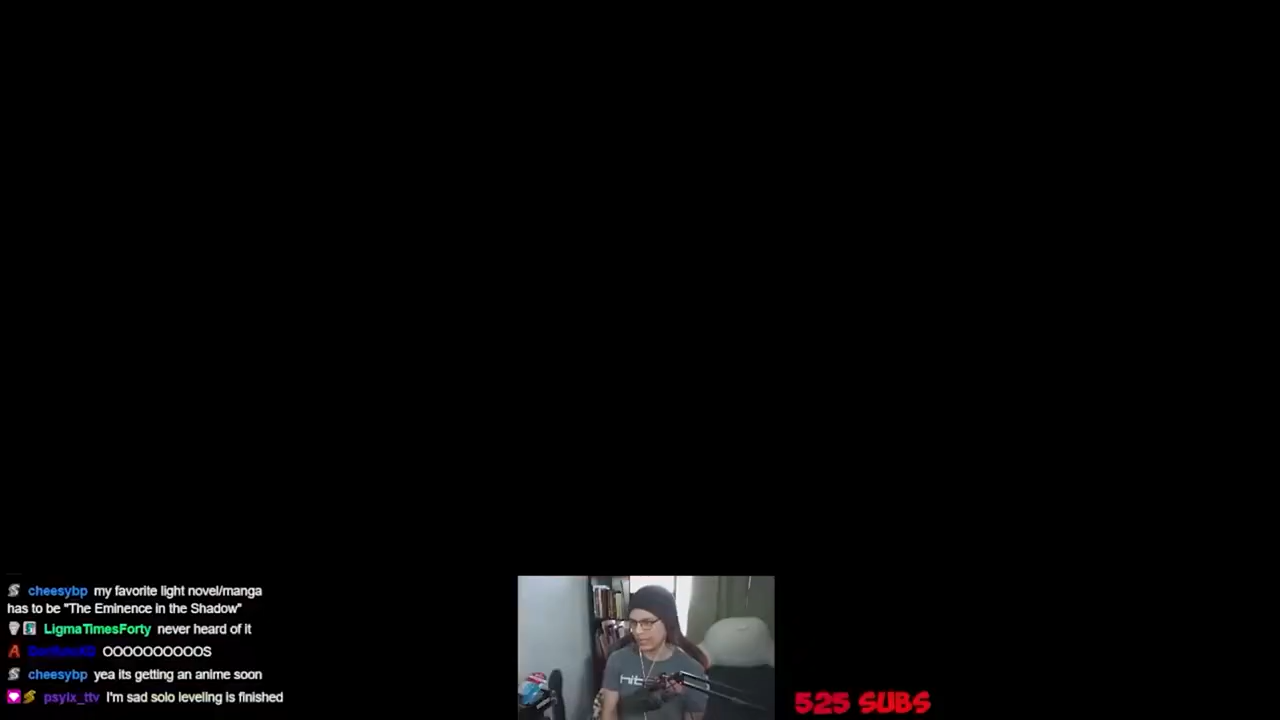 cheesybp my favorite light novel/manga
has to be "The Eminence in the Shadow"
LigmaTimesForty never heard of it
OOOOOOOOOOS
cheesybp yea its getting an anime soon
psyix_ttv I'm sad solo leveling is finished
525 SUBS